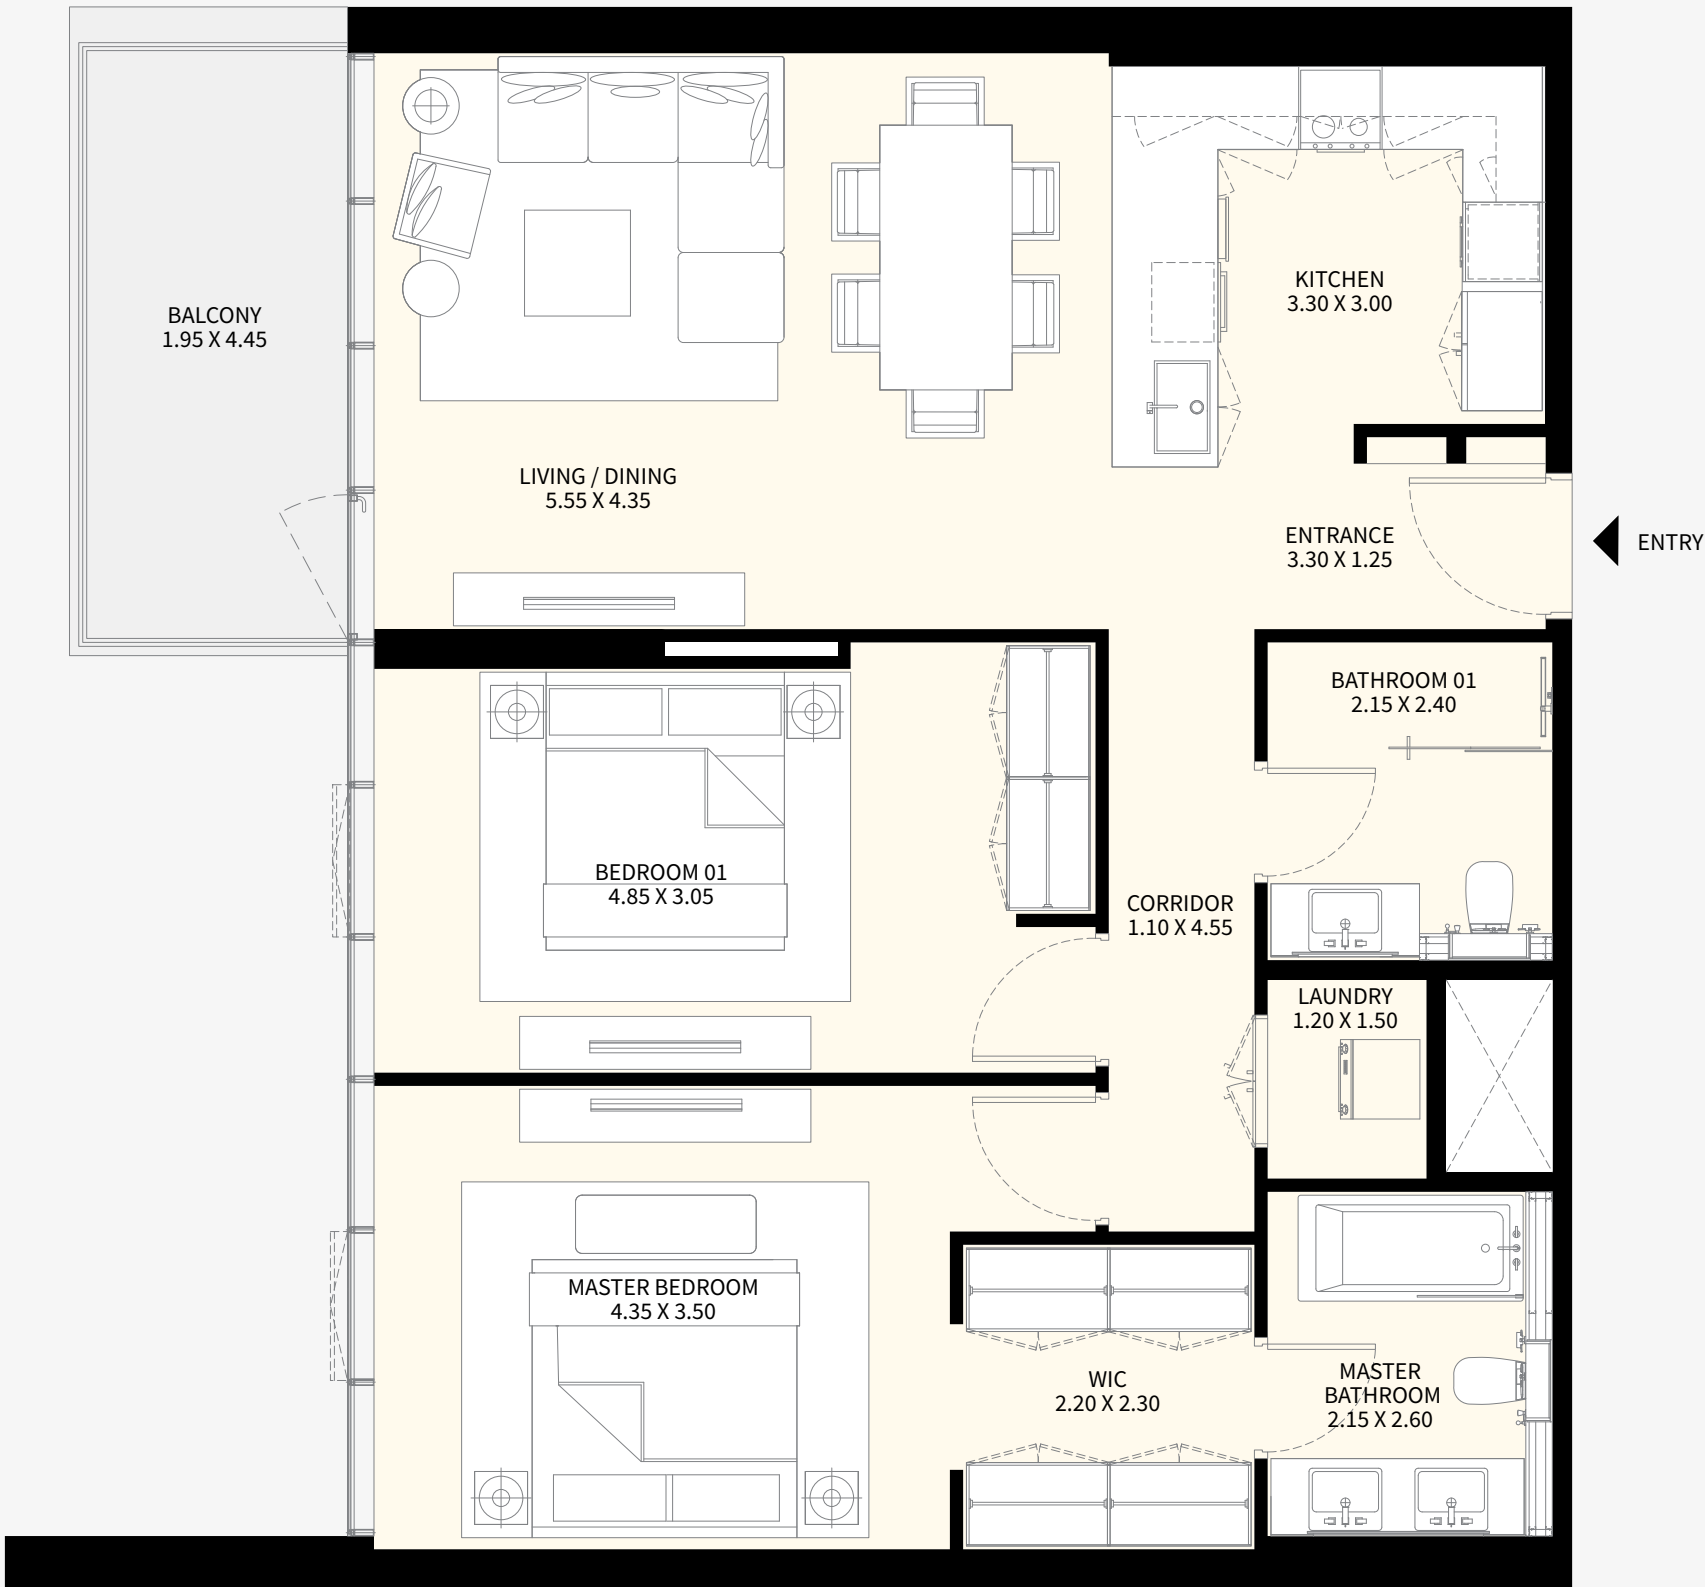 BALCONY
1.95 X 4.45
KITCHEN
3.30 X 3.00
LIVING / DINING
5.55 X 4.35
ENTRANCE
3.30 X 1.25
ENTRY
BATHROOM 01
2.15 X 2.40
BEDROOM 01
4.85 X 3.05
CORRIDOR
1.10 X 4.55
LAUNDRY
1.20 X 1.50
MASTER BEDROOM
4.35 X 3.50
WIC
2.20 X 2.30
MASTER
BATHROOM
2.15 X 2.60